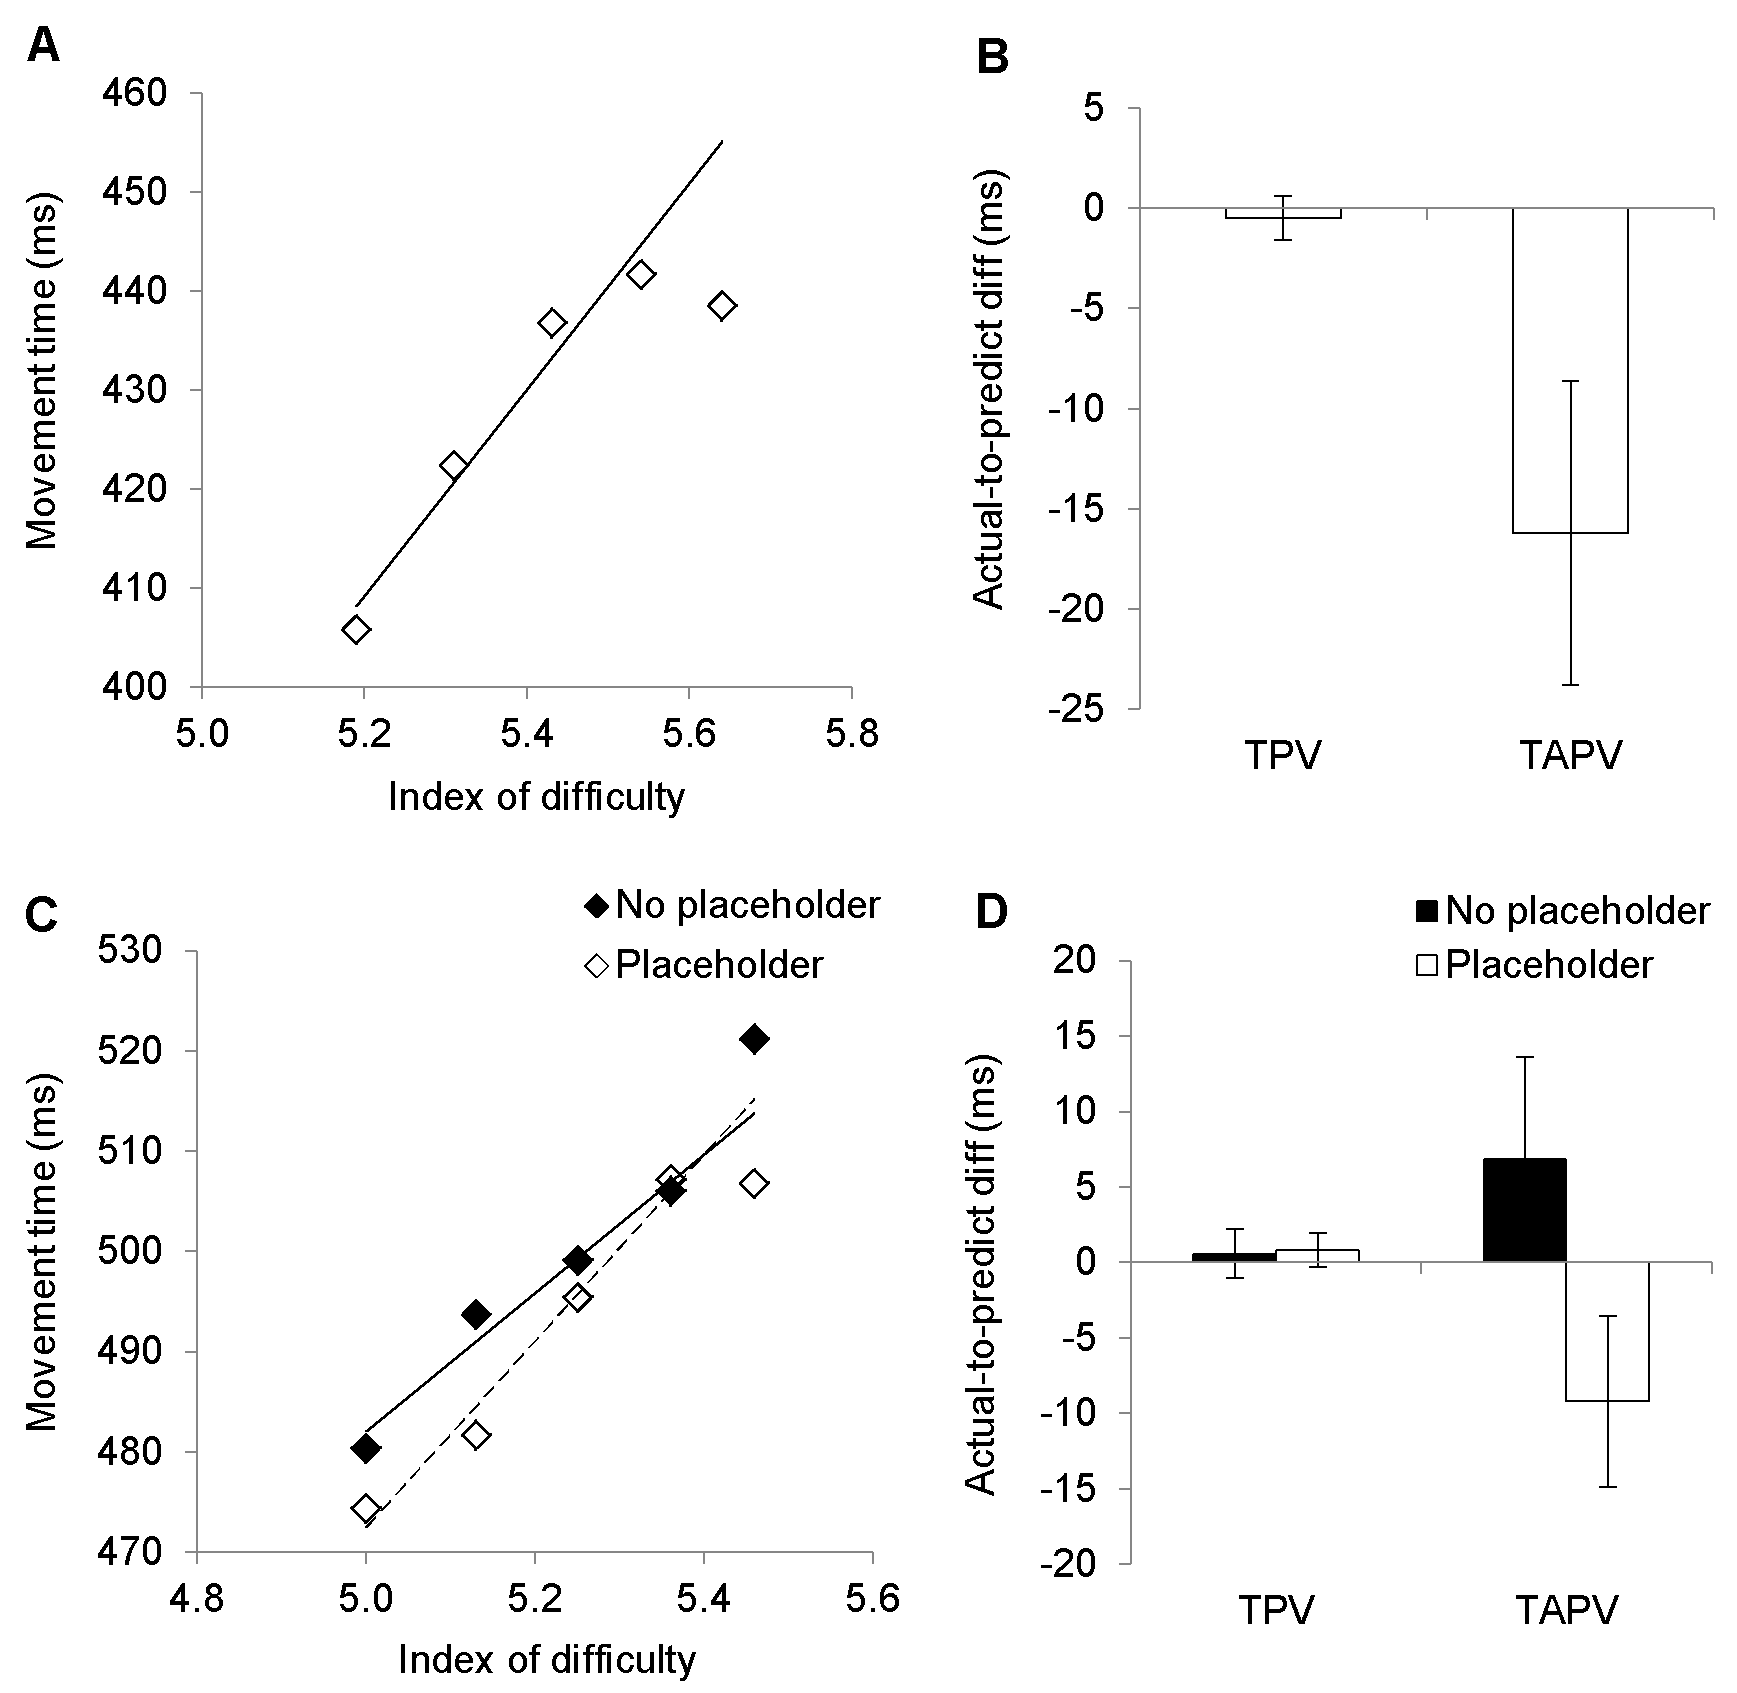 A
460
450
440
430
420
410
400
5.0 5.2 5.4 5.6 5.8
Movement time (ms)
Index of difficulty
B
5
0
-5
-10
-15
-20
-25
TPV TAPV
Actual-to-predict diff (ms)
C
No placeholder
Placeholder
530
520
510
500
490
480
470
4.8 5.0 5.2 5.4 5.6
Movement time (ms)
Index of difficulty
D
No placeholder
Placeholder
20
15
10
5
0
-5
-10
-15
-20
TPV TAPV
Actual-to-predict diff (ms)